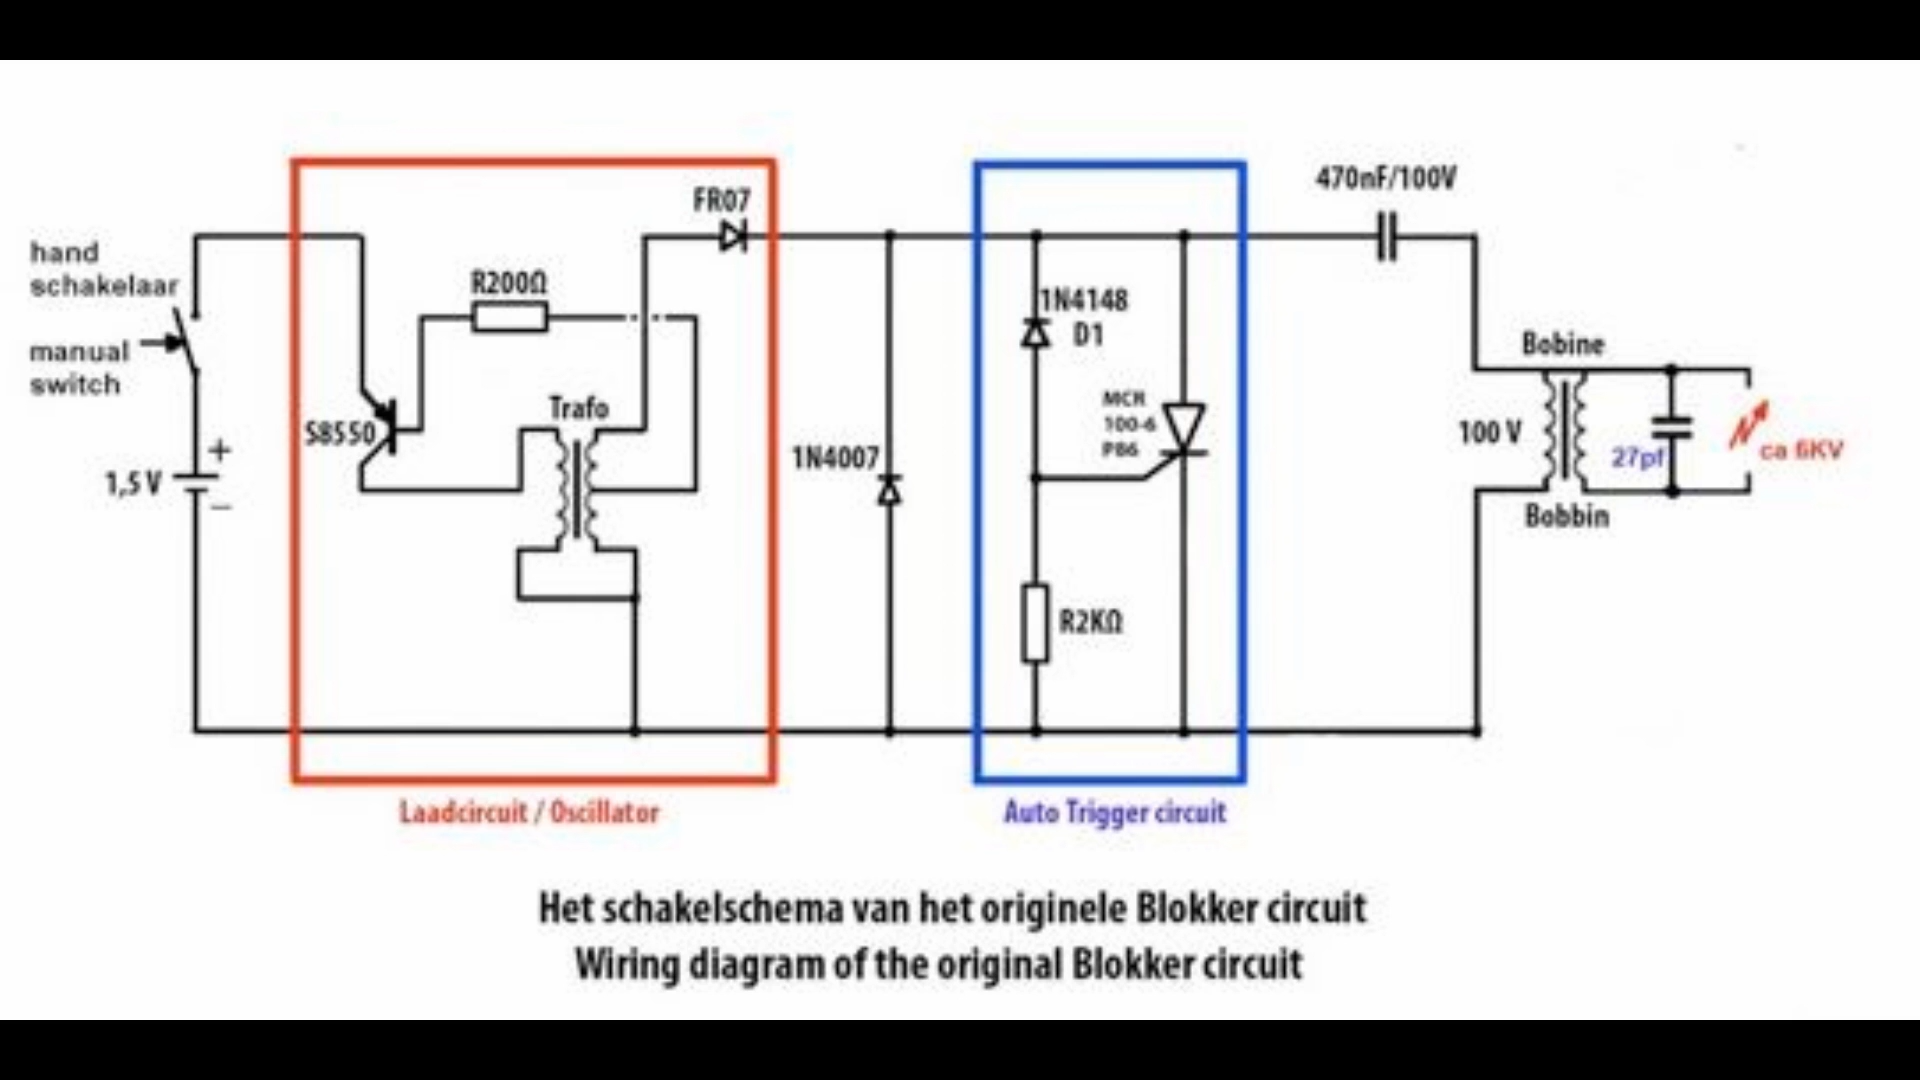 470nF/100V
FR07
hand
schakelaar
R200Ω
1N4148
D1
manual
switch
Bobine
Trafo
MCR
100-6
P86
S8550
100 V
1N4007
+
27pf
ca 6KV
1,5 V
–
Bobbin
R2KΩ
Laadcircuit / Oscillator
Auto Trigger circuit
Het schakelschema van het originele Blokker circuit
Wiring diagram of the original Blokker circuit